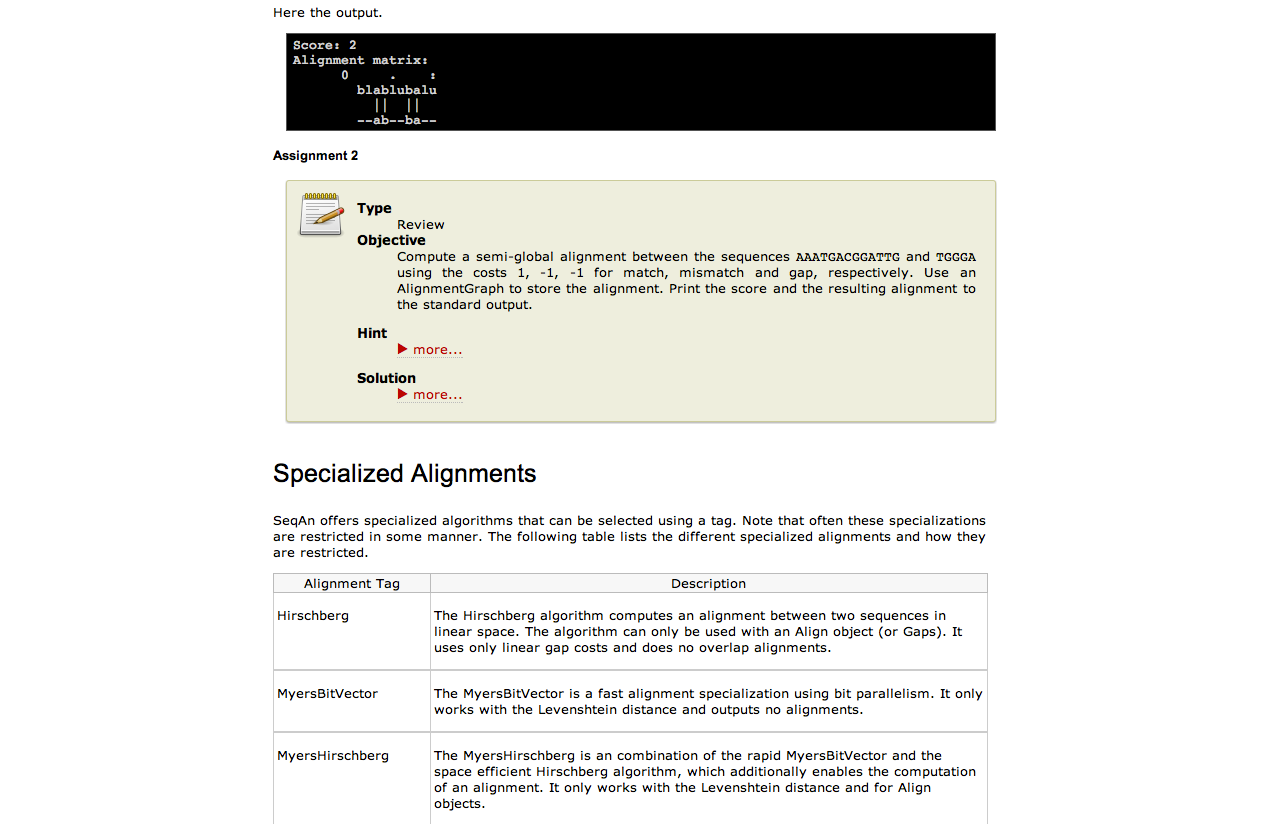 Here the output.
Score: 2
Alignment matrix:
      0     .    :
        blablubalu
          ||  ||
        --ab--ba--
Assignment 2
Type
Review
Objective
Compute a semi-global alignment between the sequences AAATGACGGATTG and TGGGA
using the costs 1, -1, -1 for match, mismatch and gap, respectively. Use an
AlignmentGraph to store the alignment. Print the score and the resulting alignment to
the standard output.
Hint
▶ more...
Solution
▶ more...
Specialized Alignments
SeqAn offers specialized algorithms that can be selected using a tag. Note that often these specializations
are restricted in some manner. The following table lists the different specialized alignments and how they
are restricted.
Alignment Tag Description
Hirschberg
The Hirschberg algorithm computes an alignment between two sequences in
linear space. The algorithm can only be used with an Align object (or Gaps). It
uses only linear gap costs and does no overlap alignments.
MyersBitVector
The MyersBitVector is a fast alignment specialization using bit parallelism. It only
works with the Levenshtein distance and outputs no alignments.
MyersHirschberg
The MyersHirschberg is an combination of the rapid MyersBitVector and the
space efficient Hirschberg algorithm, which additionally enables the computation
of an alignment. It only works with the Levenshtein distance and for Align
objects.